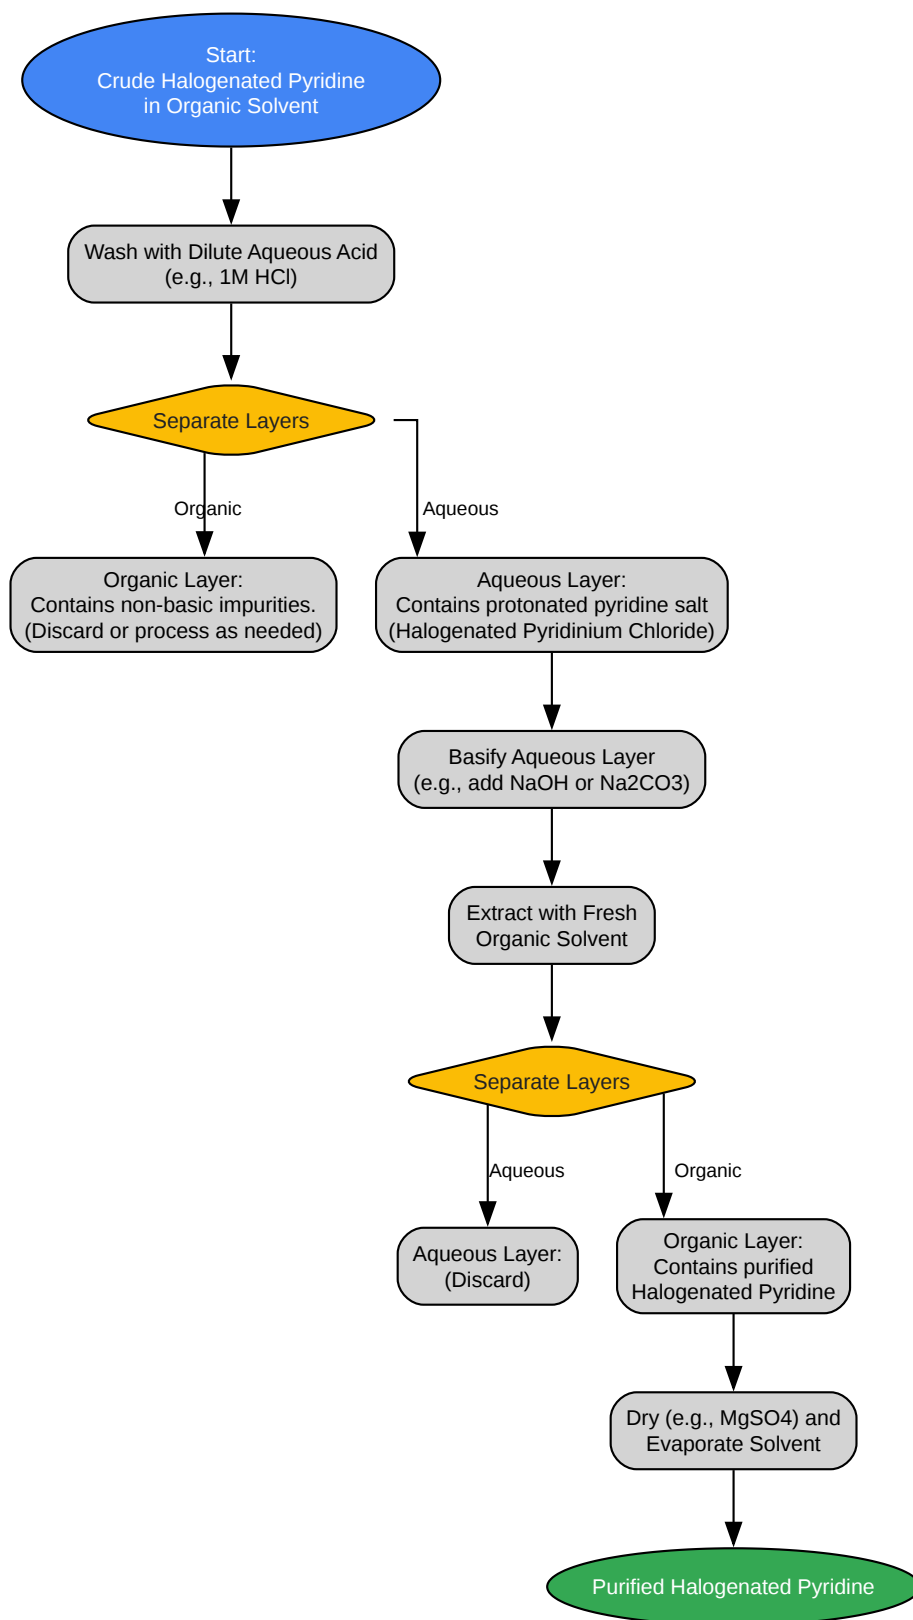 Start:
Crude Halogenated Pyridine
in Organic Solvent
Wash with Dilute Aqueous Acid
(e.g., 1M HCl)
Separate Layers
Organic
Aqueous
Organic Layer:
Contains non-basic impurities.
(Discard or process as needed)
Aqueous Layer:
Contains protonated pyridine salt
(Halogenated Pyridinium Chloride)
Basify Aqueous Layer
(e.g., add NaOH or Na2CO3)
Extract with Fresh
Organic Solvent
Separate Layers
Aqueous
Organic
Aqueous Layer:
(Discard)
Organic Layer:
Contains purified
Halogenated Pyridine
Dry (e.g., MgSO4) and
Evaporate Solvent
Purified Halogenated Pyridine